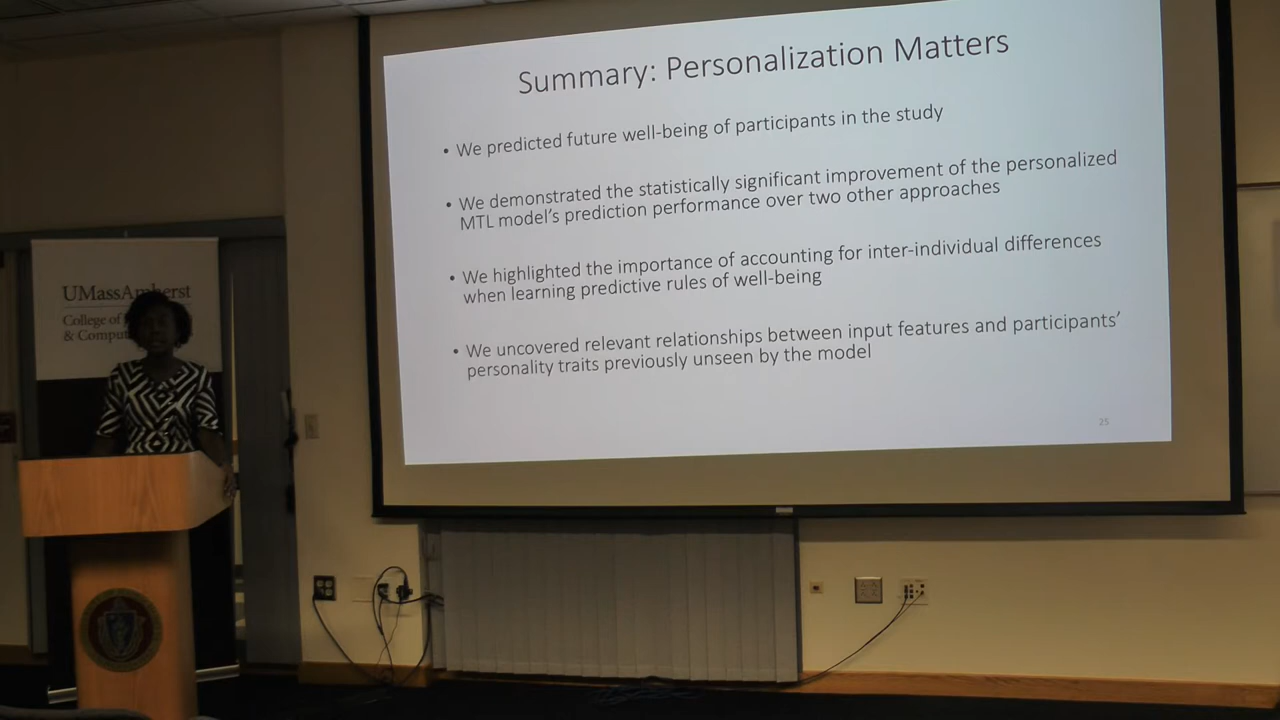 Summary: Personalization Matters
• We predicted future well-being of participants in the study
• We demonstrated the statistically significant improvement of the personalized
MTL model’s prediction performance over two other approaches
• We highlighted the importance of accounting for inter-individual differences
when learning predictive rules of well-being
• We uncovered relevant relationships between input features and participants’
personality traits previously unseen by the model
25
UMassAmherst
College of
& Comput